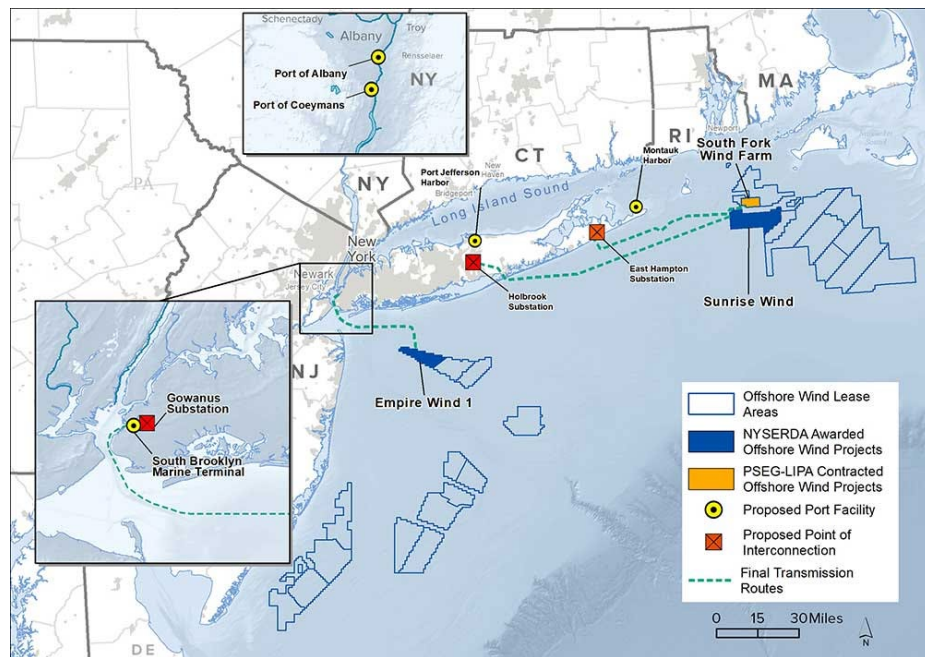 Schenectady
Troy
Albany
Rensselaer
Port of Albany
NY
Port of Coeymans
MA
RI
Newport
CT
South Fork
Wind Farm
Montauk
Harbor
Port Jefferson
Harbor
New
Haven
Bridgeport
NY
Long Island Sound
PA
New
York
Newark
Jersey City
East Hampton
Substation
Holbrook
Substation
Sunrise Wind
NJ
Empire Wind 1
Gowanus
Substation
South Brooklyn
Marine Terminal
DE
Offshore Wind Lease
Areas
NYSERDA Awarded
Offshore Wind Projects
PSEG-LIPA Contracted
Offshore Wind Projects
Proposed Port Facility
Proposed Point of
Interconnection
Final Transmission
Routes
0 15 30 Miles
N